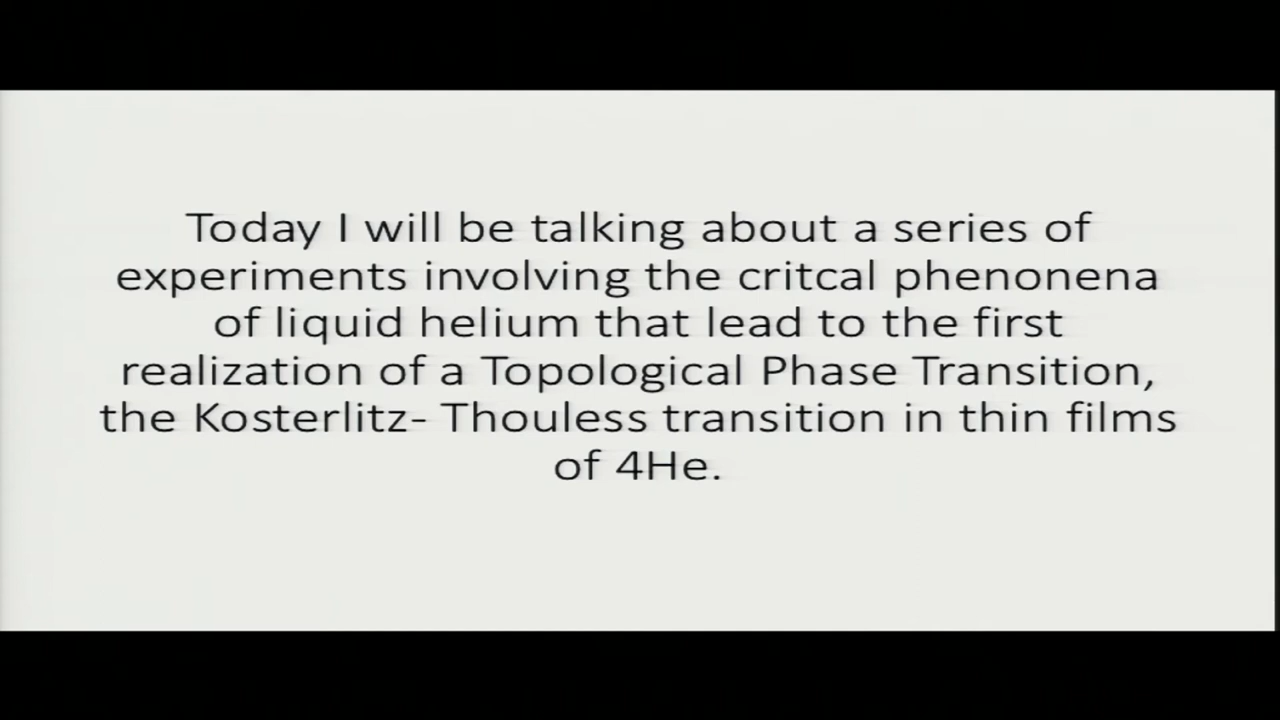 Today I will be talking about a series of
experiments involving the critcal phenonena
of liquid helium that lead to the first
realization of a Topological Phase Transition,
the Kosterlitz- Thouless transition in thin films
of 4He.